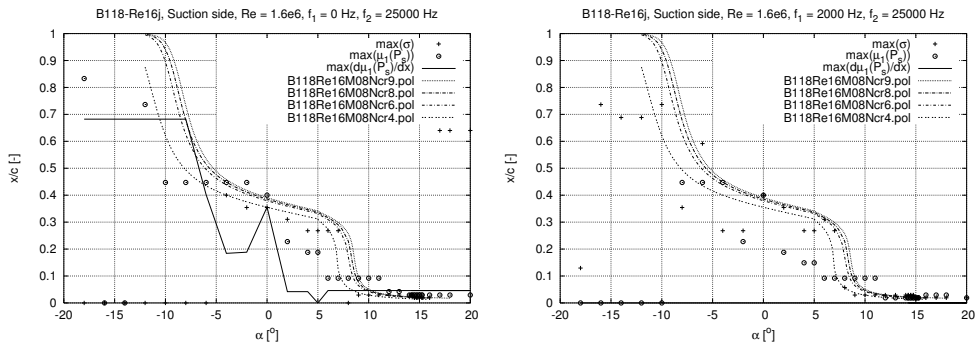 B118-Re16j, Suction side, Re = 1.6e6, f₁ = 0 Hz, f₂ = 25000 Hz
max(σ)
max(μ₁(Pₛ))
max(dμ₁(Pₛ)/dx)
B118Re16M08Ncr9.pol
B118Re16M08Ncr8.pol
B118Re16M08Ncr6.pol
B118Re16M08Ncr4.pol
x/c [-]
1
0.9
0.8
0.7
0.6
0.5
0.4
0.3
0.2
0.1
0
-20
-15
-10
-5
0
5
10
15
20
α [°]
B118-Re16j, Suction side, Re = 1.6e6, f₁ = 2000 Hz, f₂ = 25000 Hz
max(σ)
max(μ₁(Pₛ))
B118Re16M08Ncr9.pol
B118Re16M08Ncr8.pol
B118Re16M08Ncr6.pol
B118Re16M08Ncr4.pol
x/c [-]
1
0.9
0.8
0.7
0.6
0.5
0.4
0.3
0.2
0.1
0
-20
-15
-10
-5
0
5
10
15
20
α [°]